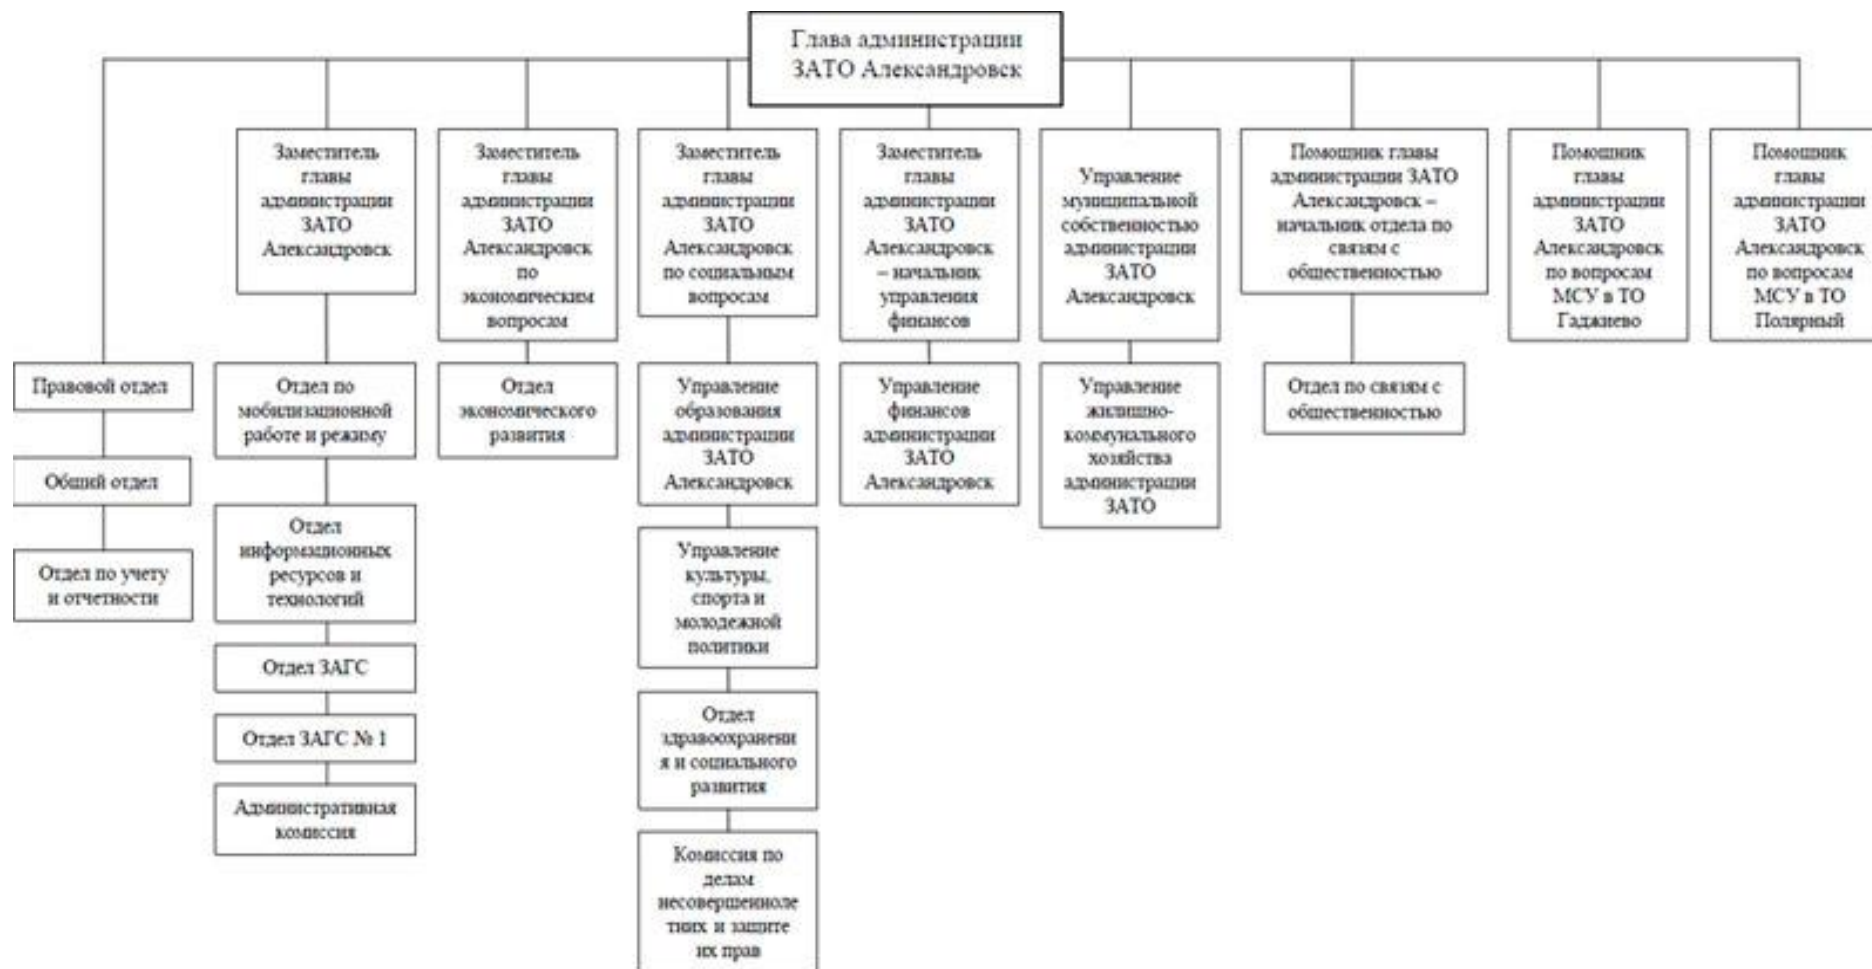 Глава администрации
ЗАТО Александровск
Заместитель
главы
администрации
ЗАТО
Александровск
Заместитель
главы
администрации
ЗАТО
Александровск
по
экономическим
вопросам
Заместитель
главы
администрации
ЗАТО
Александровск
по социальным
вопросам
Заместитель
главы
администрации
ЗАТО
Александровск
– начальник
управления
финансов
Управление
муниципальной
собственностью
администрации
ЗАТО
Александровск
Помощник главы
администрации ЗАТО
Александровск –
начальник отдела по
связям с
общественностью
Помощник
главы
администрации
ЗАТО
Александровск
по вопросам
МСУ в ТО
Гаджиево
Помощник
главы
администрации
ЗАТО
Александровск
по вопросам
МСУ в ТО
Полярный
Правовой отдел
Общий отдел
Отдел по учету
и отчетности
Отдел по
мобилизационной
работе и режиму
Отдел
информационных
ресурсов и
технологий
Отдел ЗАГС
Отдел ЗАГС № 1
Административная
комиссия
Отдел
экономического
развития
Управление
образования
администрации
ЗАТО
Александровск
Управление
культуры,
спорта и
молодежной
политики
Отдел
здравоохранени
я и социального
развития
Комиссия по
делам
несовершенноле
тних и защите
их прав
Управление
финансов
администрации
ЗАТО
Александровск
Управление
жилищно-
коммунального
хозяйства
администрации
ЗАТО
Отдел по связям с
общественностью